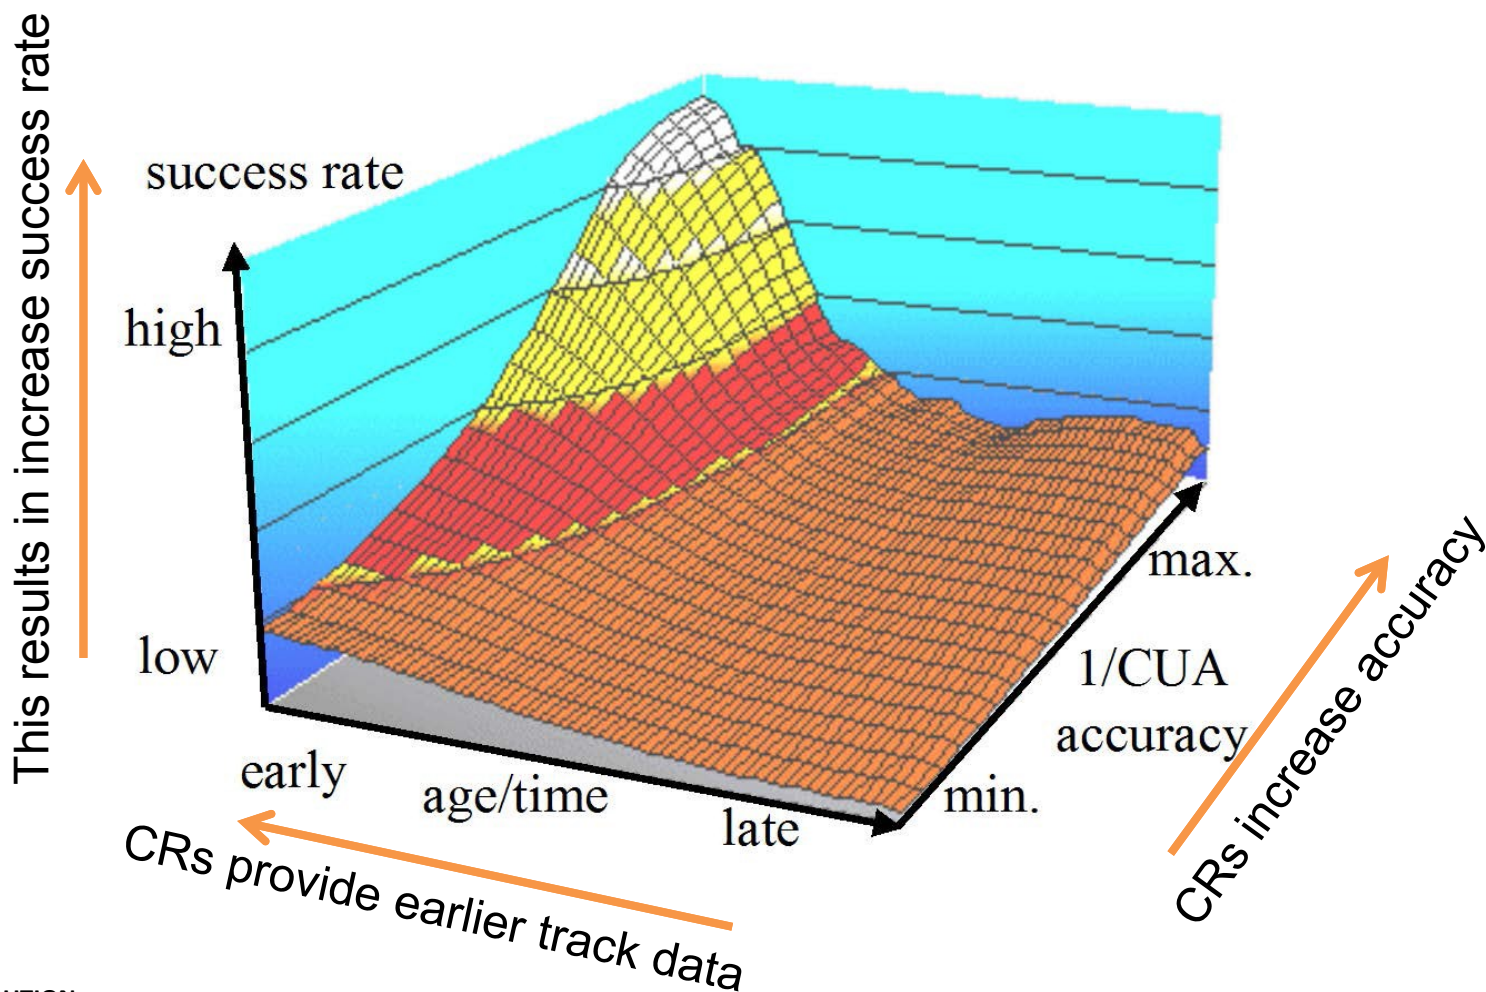 This results in increase success rate
success rate
high
low
early
age/time
late
min.
1/CUA
accuracy
max.
CRs provide earlier track data
CRs increase accuracy